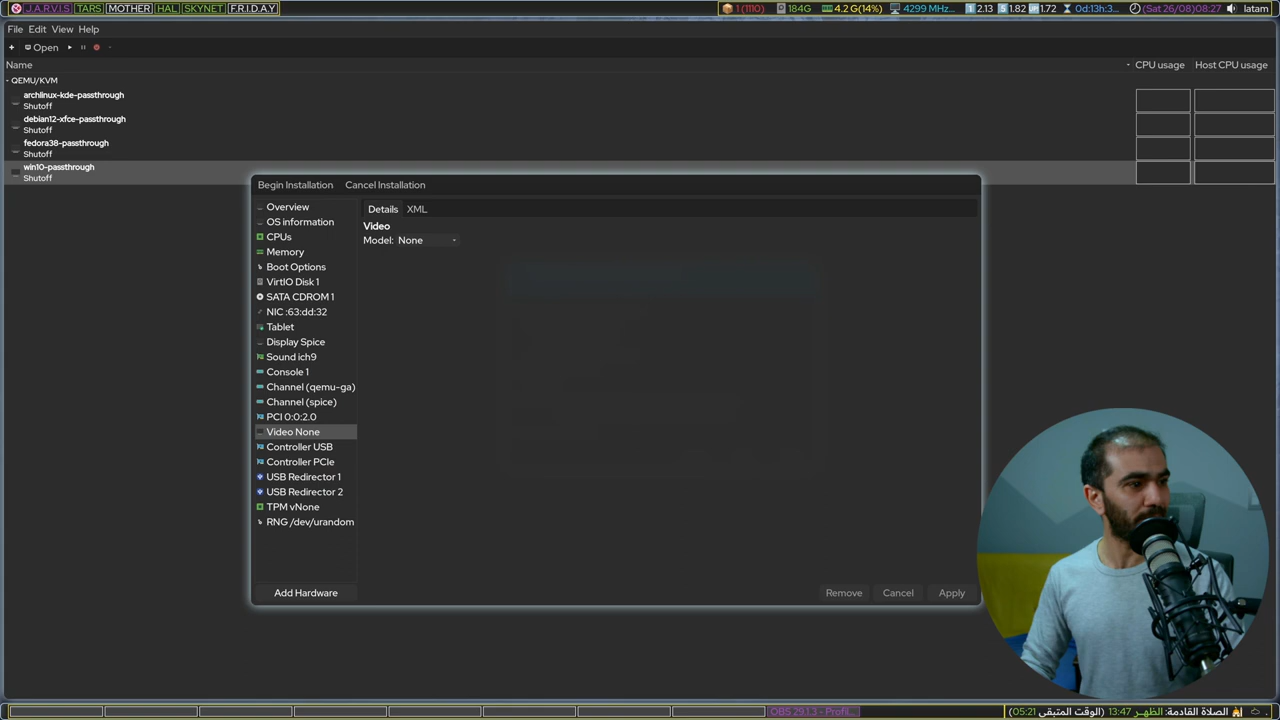 J.A.R.V.I.S TARS MOTHER HAL SKYNET F.R.I.D.A.Y
1 (1110) 184G 4.2 G(14%) 4299 MHz... 1 2.13 5 1.82 1.72 0d:13h:3... (Sat 26/08)08:27 latam
File Edit View Help
Open
Name CPU usage Host CPU usage
QEMU/KVM
archlinux-kde-passthrough
Shutoff
debian12-xfce-passthrough
Shutoff
fedora38-passthrough
Shutoff
win10-passthrough
Shutoff
Begin Installation Cancel Installation
Overview
OS information
CPUs
Memory
Boot Options
VirtIO Disk 1
SATA CDROM 1
NIC :63:dd:32
Tablet
Display Spice
Sound ich9
Console 1
Channel (qemu-ga)
Channel (spice)
PCI 0:0:2.0
Video None
Controller USB
Controller PCIe
USB Redirector 1
USB Redirector 2
TPM vNone
RNG /dev/urandom
Add Hardware
Details XML
Video
Model: None
Remove Cancel Apply
OBS 29.1.3 - Profil...
الصلاة القادمة: الظهر 13:47 (الوقت المتبقى 05:21)